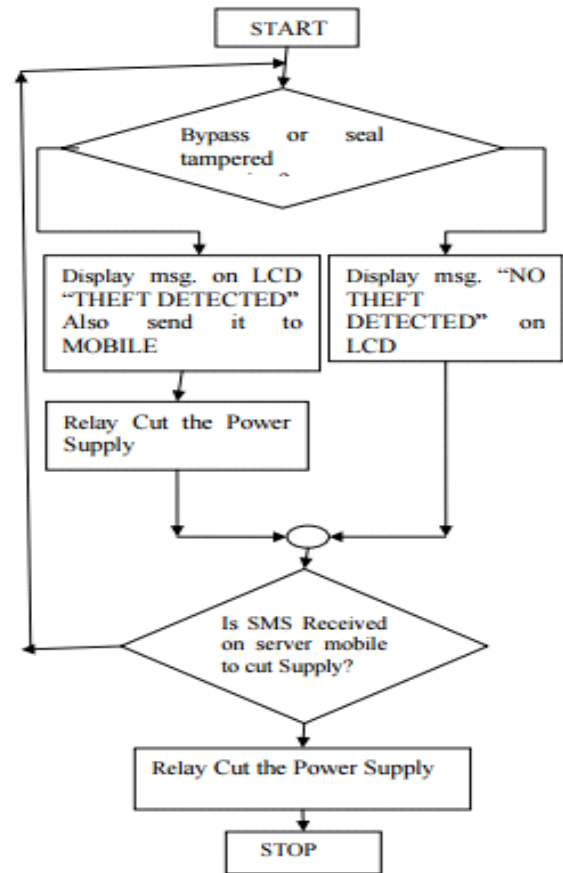 START
Bypass or seal
tampered
Display msg. on LCD
"THEFT DETECTED"
Also send it to
MOBILE
Display msg. "NO
THEFT
DETECTED" on
LCD
Relay Cut the Power
Supply
Is SMS Received
on server mobile
to cut Supply?
Relay Cut the Power Supply
STOP